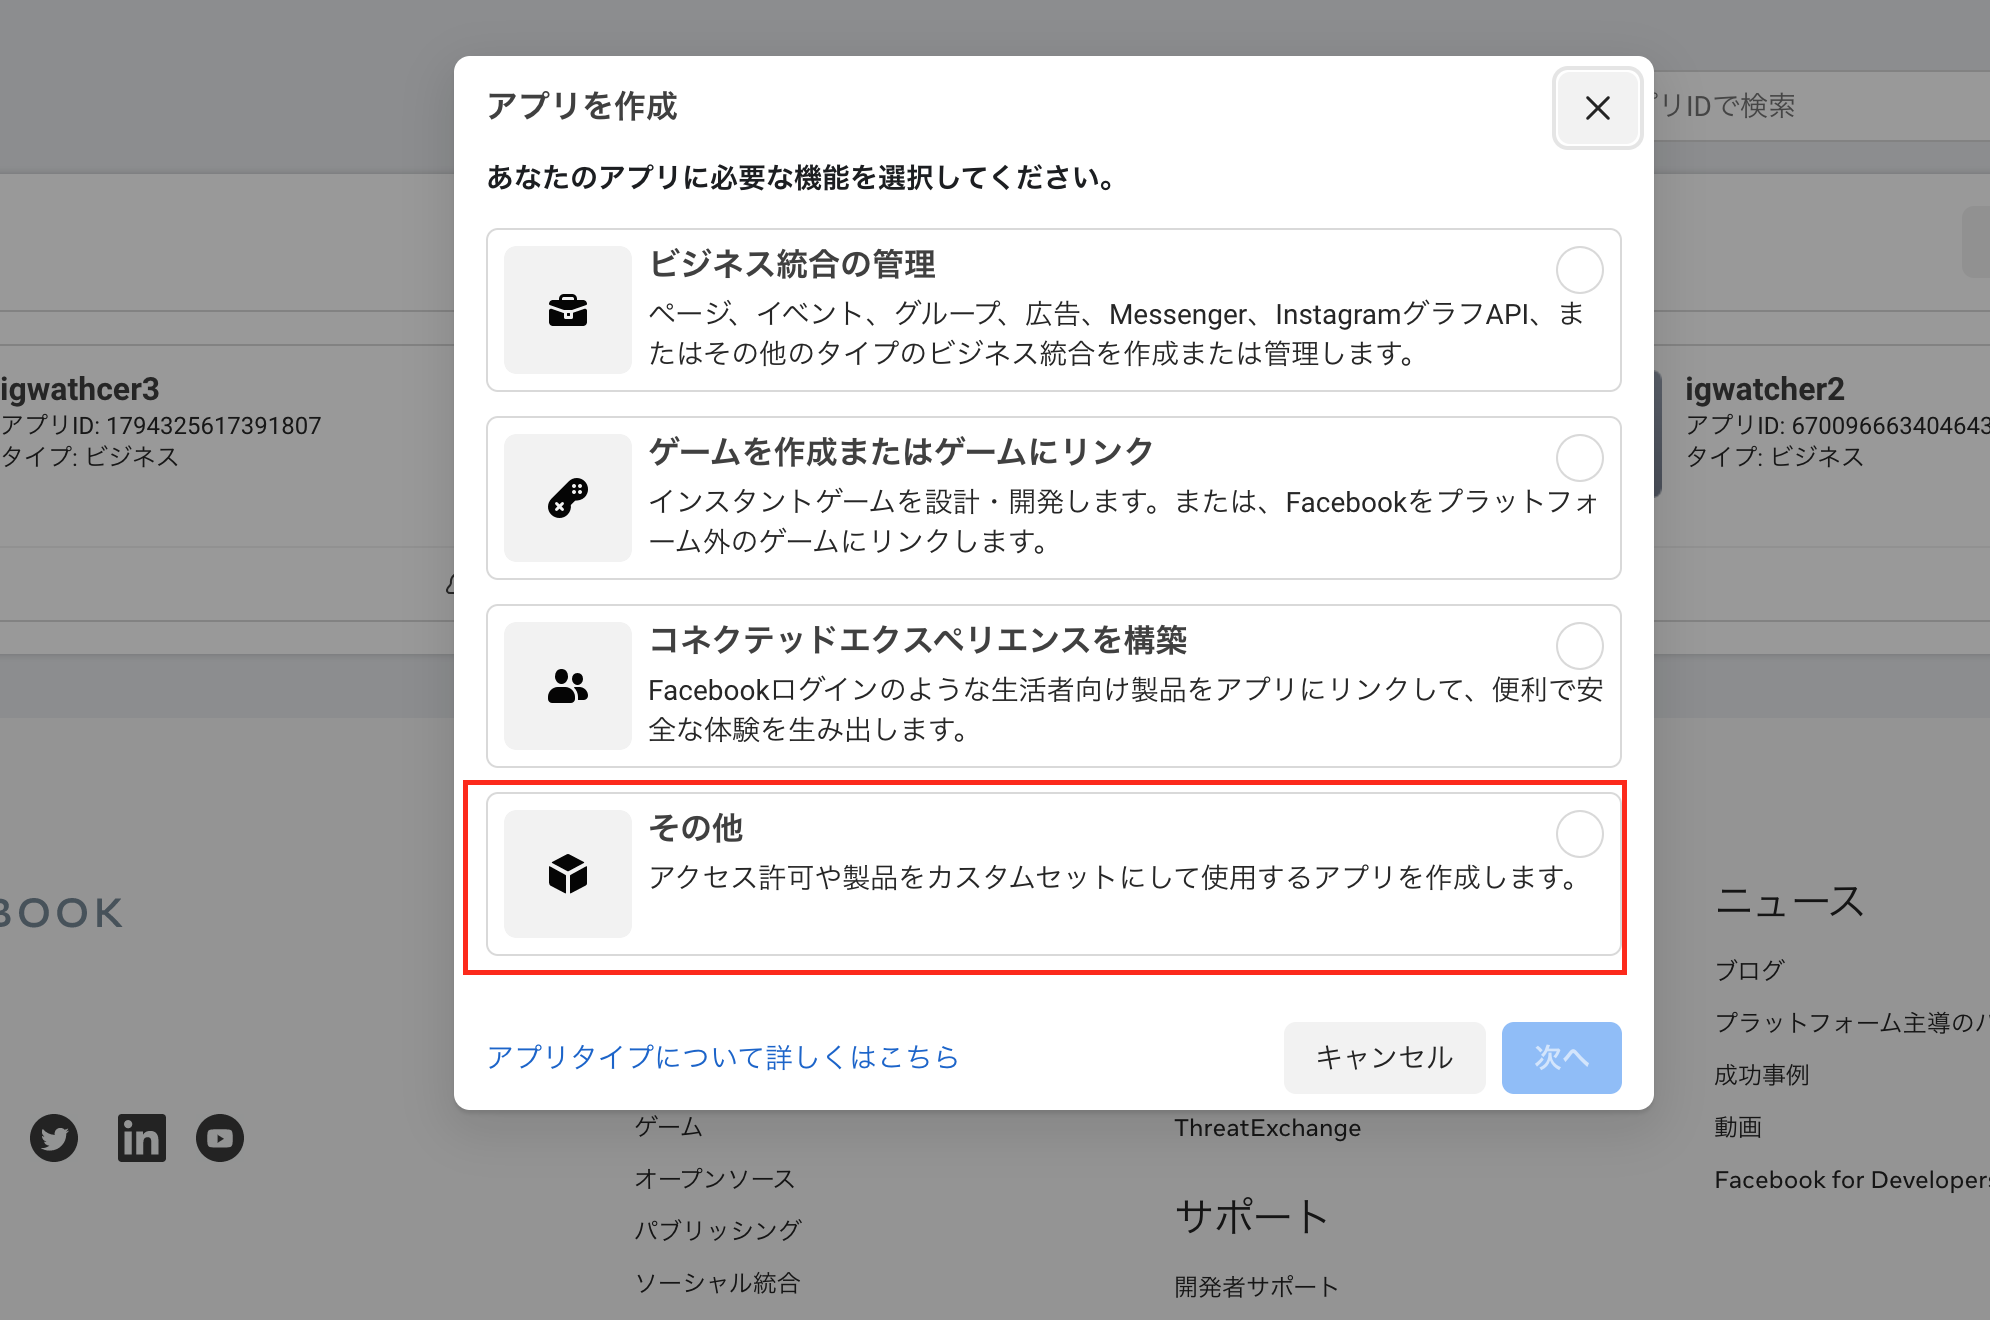 アプリを作成
あなたのアプリに必要な機能を選択してください。
ビジネス統合の管理
ページ、イベント、グループ、広告、Messenger、InstagramグラフAPI、ま
たはその他のタイプのビジネス統合を作成または管理します。
ゲームを作成またはゲームにリンク
インスタントゲームを設計・開発します。または、Facebookをプラットフォ
ーム外のゲームにリンクします。
コネクテッドエクスペリエンスを構築
Facebookログインのような生活者向け製品をアプリにリンクして、便利で安
全な体験を生み出します。
その他
アクセス許可や製品をカスタムセットにして使用するアプリを作成します。
アプリタイプについて詳しくはこちら
キャンセル
次へ
リIDで検索
igwathcer3
アプリID: 1794325617391807
タイプ: ビジネス
igwatcher2
アプリID: 670096663404643
タイプ: ビジネス
BOOK
in
ゲーム
オープンソース
パブリッシング
ソーシャル統合
ThreatExchange
サポート
開発者サポート
ニュース
ブログ
プラットフォーム主導のパ
成功事例
動画
Facebook for Developers